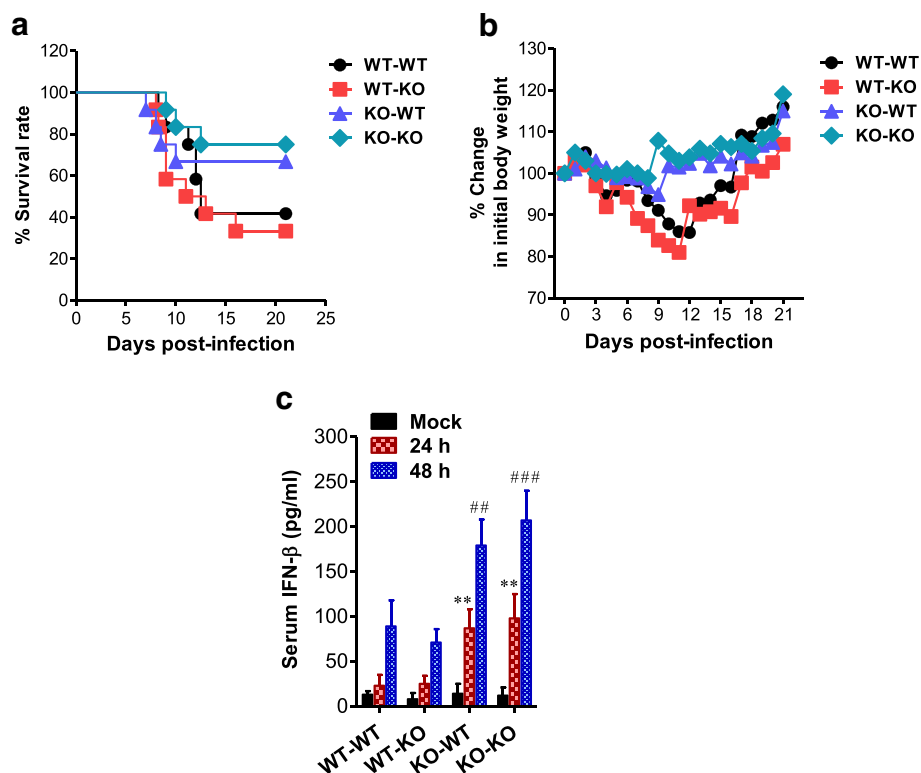 a
120
100
80
60
40
20
0
% Survival rate
0 5 10 15 20 25
Days post-infection
WT-WT
WT-KO
KO-WT
KO-KO
b
130
120
110
100
90
80
70
% Change
in initial body weight
0 3 6 9 12 15 18 21
Days post-infection
WT-WT
WT-KO
KO-WT
KO-KO
c
Mock
24 h
48 h
300
250
200
150
100
50
0
Serum IFN-β (pg/ml)
** ##
** ###
WT-WT
WT-KO
KO-WT
KO-KO